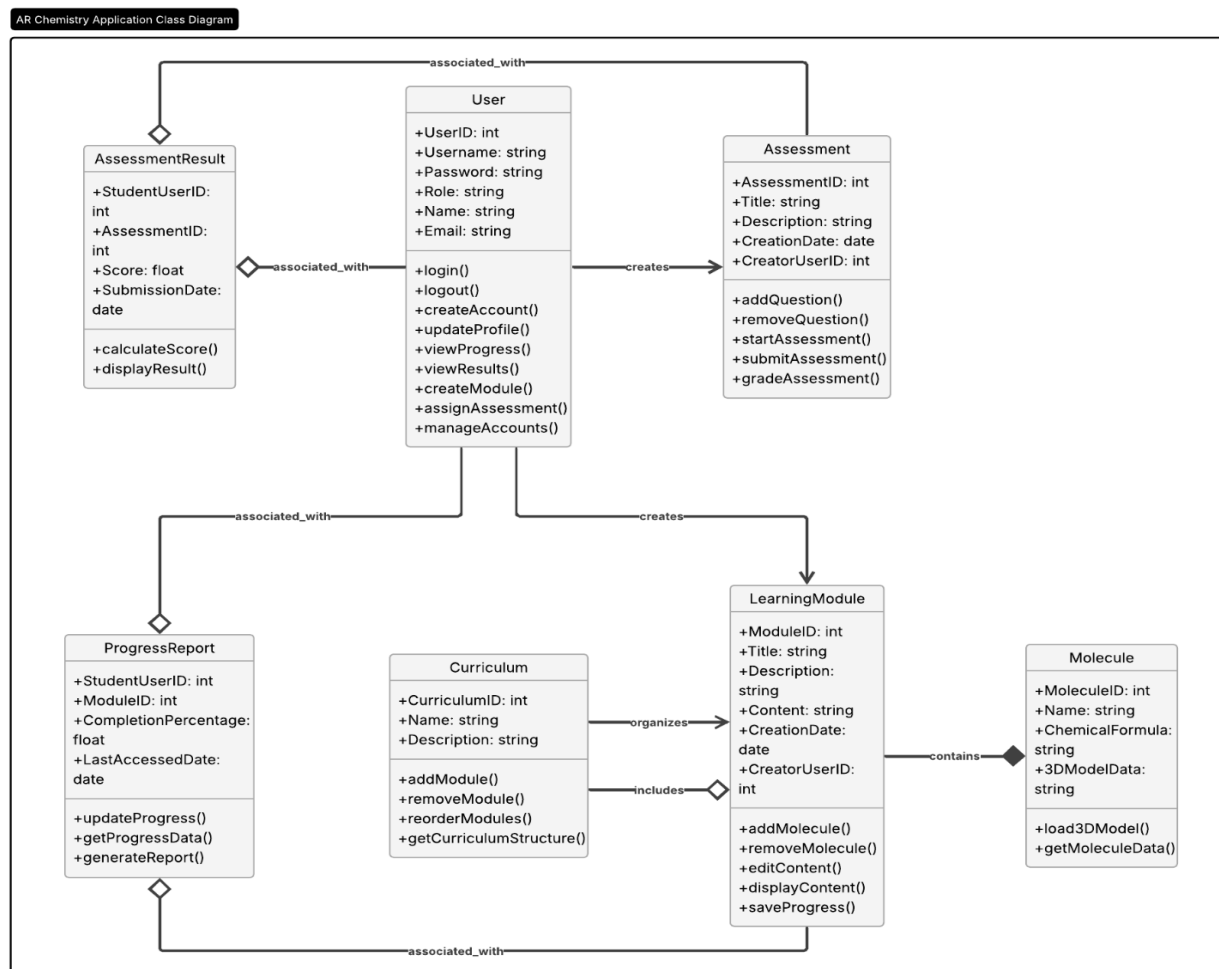 AR Chemistry Application Class Diagram
associated_with
User
+UserID: int
+Username: string
+Password: string
+Role: string
+Name: string
+Email: string
+login()
+logout()
+createAccount()
+updateProfile()
+viewProgress()
+viewResults()
+createModule()
+assignAssessment()
+manageAccounts()
AssessmentResult
+StudentUserID:
int
+AssessmentID:
int
+Score: float
+SubmissionDate:
date
+calculateScore()
+displayResult()
associated_with
creates
Assessment
+AssessmentID: int
+Title: string
+Description: string
+CreationDate: date
+CreatorUserID: int
+addQuestion()
+removeQuestion()
+startAssessment()
+submitAssessment()
+gradeAssessment()
associated_with
creates
ProgressReport
+StudentUserID: int
+ModuleID: int
+CompletionPercentage:
float
+LastAccessedDate:
date
+updateProgress()
+getProgressData()
+generateReport()
Curriculum
+CurriculumID: int
+Name: string
+Description: string
+addModule()
+removeModule()
+reorderModules()
+getCurriculumStructure()
organizes
includes
LearningModule
+ModuleID: int
+Title: string
+Description:
string
+Content: string
+CreationDate:
date
+CreatorUserID:
int
+addMolecule()
+removeMolecule()
+editContent()
+displayContent()
+saveProgress()
contains
Molecule
+MoleculeID: int
+Name: string
+ChemicalFormula:
string
+3DModelData:
string
+load3DModel()
+getMoleculeData()
associated_with